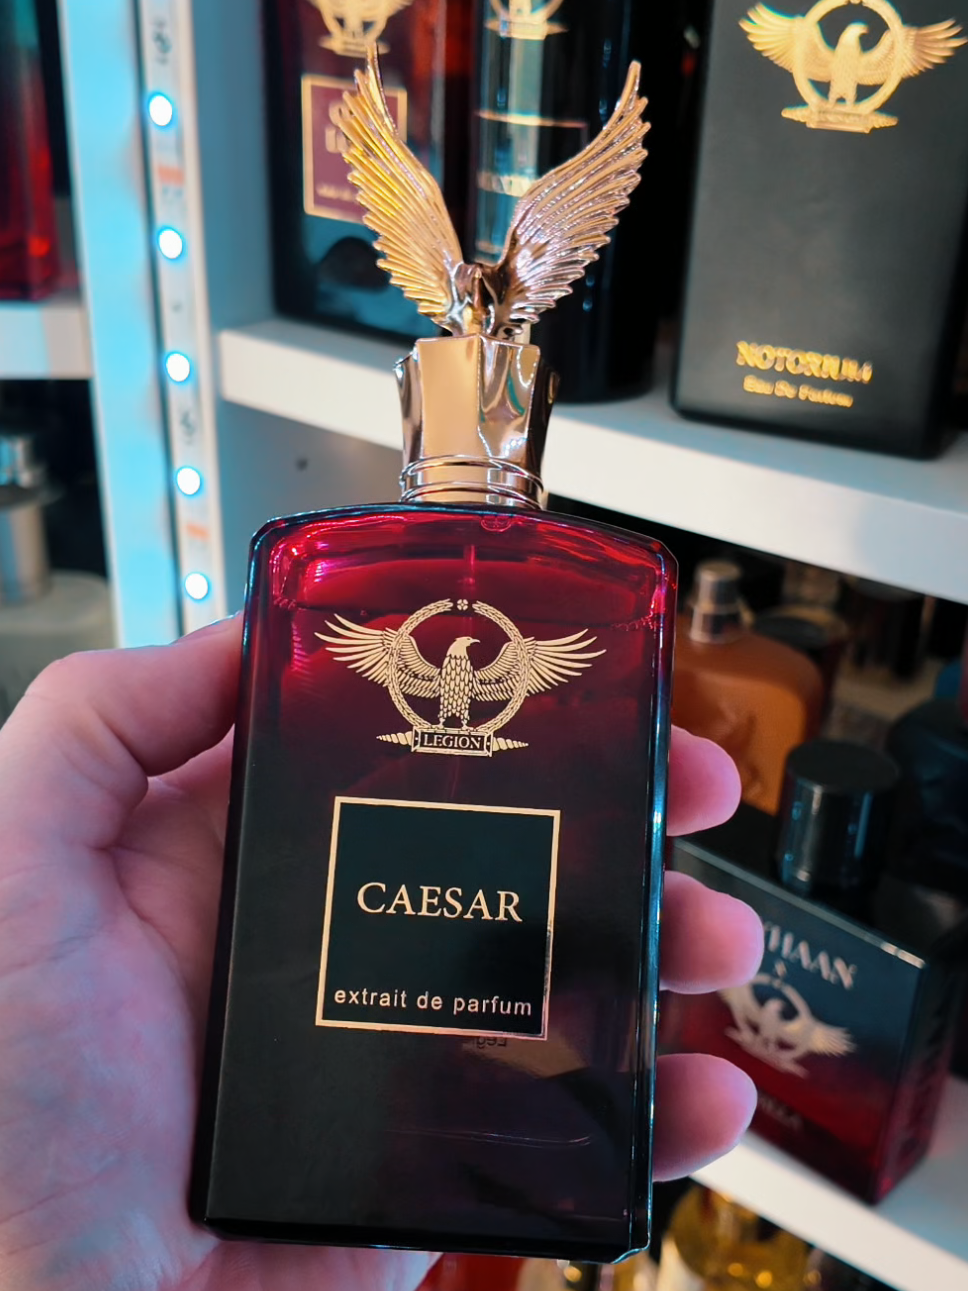 NOTORIUM
Eau De Parfum
LEGION
CAESAR
extrait de parfum